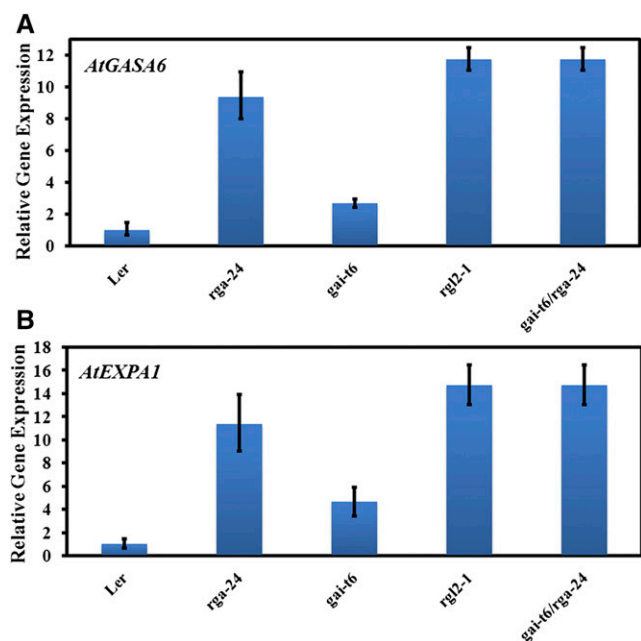 A
AtGASA6
Relative Gene Expression
12
10
8
6
4
2
0
Ler
rga-24
gai-t6
rgl2-1
gai-t6/rga-24
B
AtEXPA1
Relative Gene Expression
18
16
14
12
10
8
6
4
2
0
Ler
rga-24
gai-t6
rgl2-1
gai-t6/rga-24